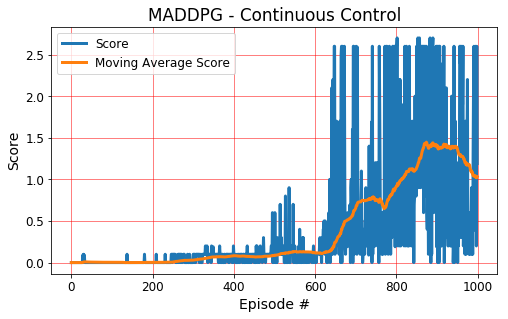 MADDPG - Continuous Control
Score
Moving Average Score
Score
2.5
2.0
1.5
1.0
0.5
0.0
0 200 400 600 800 1000
Episode #